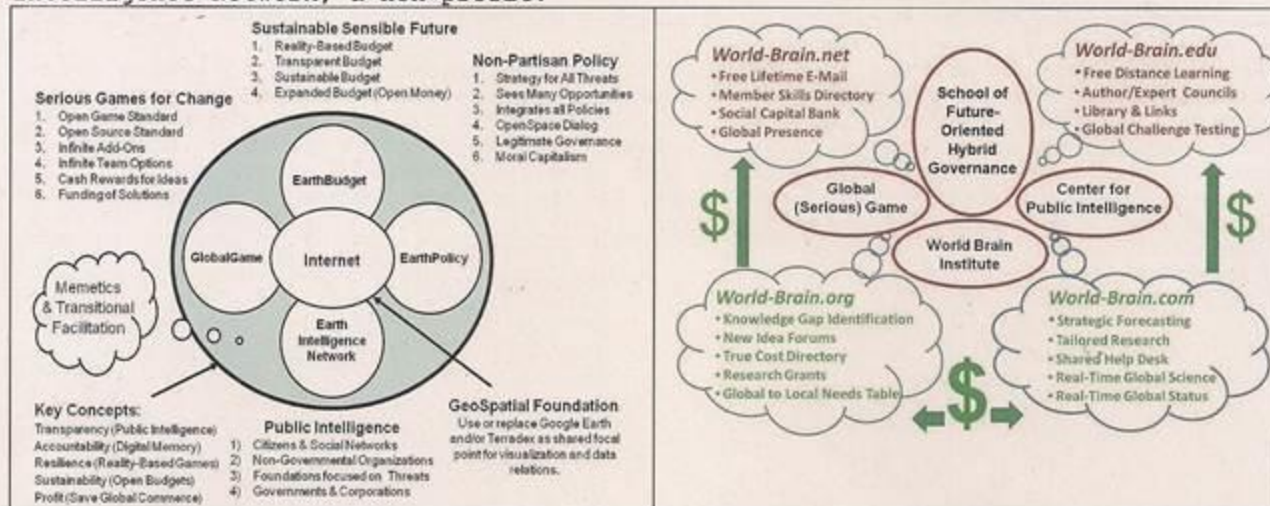 Intelligence Network, a non-profit.
Sustainable Sensible Future
1. Reality-Based Budget
2. Transparent Budget
3. Sustainable Budget
4. Expanded Budget (Open Money)
Non-Partisan Policy
1. Strategy for All Threats
2. Sees Many Opportunities
3. Integrates all Policies
4. OpenSpace Dialog
5. Legitimate Governance
6. Moral Capitalism
Serious Games for Change
1. Open Game Standard
2. Open Source Standard
3. Infinite Add-Ons
4. Infinite Team Options
5. Cash Rewards for Ideas
6. Funding of Solutions
EarthBudget
GlobalGame
Internet
EarthPolicy
Earth
Intelligence
Network
Memetics
& Transitional
Facilitation
Key Concepts:
Transparency (Public Intelligence)
Accountability (Digital Memory)
Resilience (Reality-Based Games)
Sustainability (Open Budgets)
Profit (Save Global Commerce)
Public Intelligence
1) Citizens & Social Networks
2) Non-Governmental Organizations
3) Foundations focused on Threats
4) Governments & Corporations
GeoSpatial Foundation
Use or replace Google Earth
and/or Terradex as shared focal
point for visualization and data
relations.
World-Brain.net
• Free Lifetime E-Mail
• Member Skills Directory
• Social Capital Bank
• Global Presence
School of
Future-
Oriented
Hybrid
Governance
World-Brain.edu
• Free Distance Learning
• Author/Expert Councils
• Library & Links
• Global Challenge Testing
$
Global
(Serious) Game
Center for
Public Intelligence
$
World Brain
Institute
World-Brain.org
• Knowledge Gap Identification
• New Idea Forums
• True Cost Directory
• Research Grants
• Global to Local Needs Table
World-Brain.com
• Strategic Forecasting
• Tailored Research
• Shared Help Desk
• Real-Time Global Science
• Real-Time Global Status
$